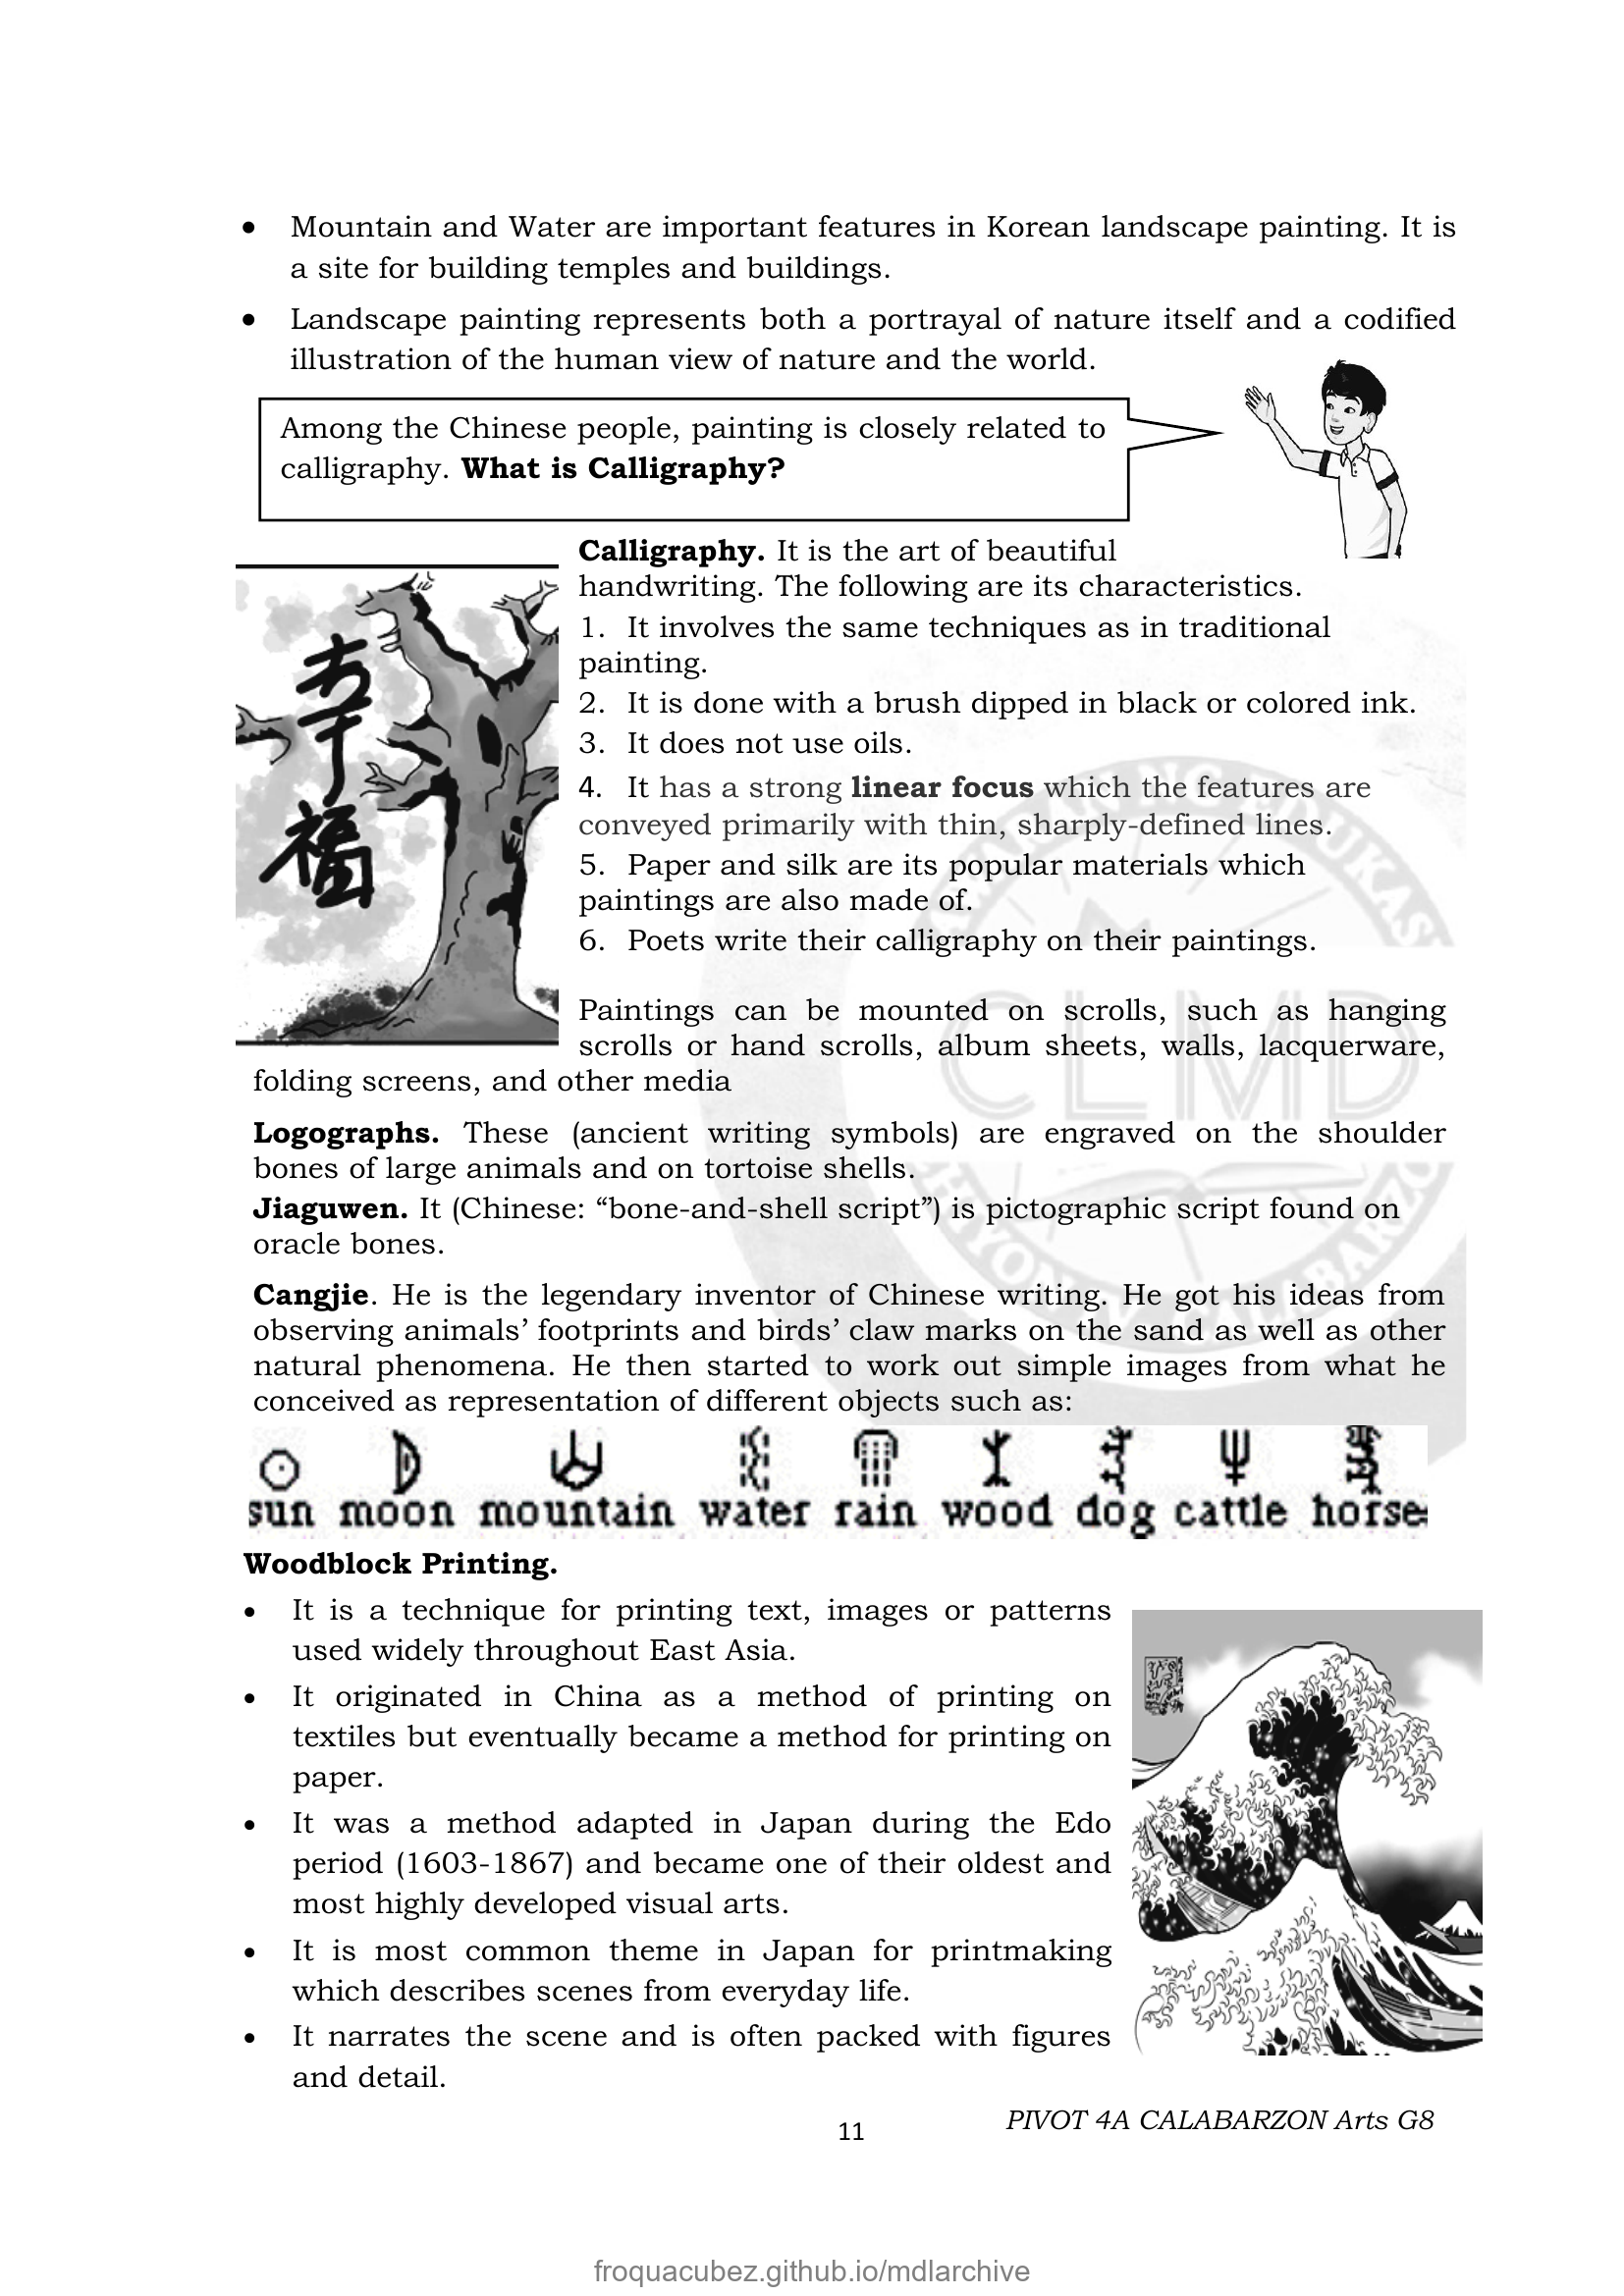 • Mountain and Water are important features in Korean landscape painting. It is
a site for building temples and buildings.
• Landscape painting represents both a portrayal of nature itself and a codified
illustration of the human view of nature and the world.
Among the Chinese people, painting is closely related to
calligraphy. What is Calligraphy?
幸
福
Calligraphy. It is the art of beautiful
handwriting. The following are its characteristics.
1. It involves the same techniques as in traditional
painting.
2. It is done with a brush dipped in black or colored ink.
3. It does not use oils.
4. It has a strong linear focus which the features are
conveyed primarily with thin, sharply-defined lines.
5. Paper and silk are its popular materials which
paintings are also made of.
6. Poets write their calligraphy on their paintings.
Paintings can be mounted on scrolls, such as hanging
scrolls or hand scrolls, album sheets, walls, lacquerware,
folding screens, and other media
CLMD
Logographs. These (ancient writing symbols) are engraved on the shoulder
bones of large animals and on tortoise shells.
Jiaguwen. It (Chinese: “bone-and-shell script”) is pictographic script found on
oracle bones.
Cangjie. He is the legendary inventor of Chinese writing. He got his ideas from
observing animals’ footprints and birds’ claw marks on the sand as well as other
natural phenomena. He then started to work out simple images from what he
conceived as representation of different objects such as:
sun moon mountain water rain wood dog cattle horse
Woodblock Printing.
• It is a technique for printing text, images or patterns
used widely throughout East Asia.
• It originated in China as a method of printing on
textiles but eventually became a method for printing on
paper.
• It was a method adapted in Japan during the Edo
period (1603-1867) and became one of their oldest and
most highly developed visual arts.
• It is most common theme in Japan for printmaking
which describes scenes from everyday life.
• It narrates the scene and is often packed with figures
and detail.
11
PIVOT 4A CALABARZON Arts G8
froquacubez.github.io/mdlarchive